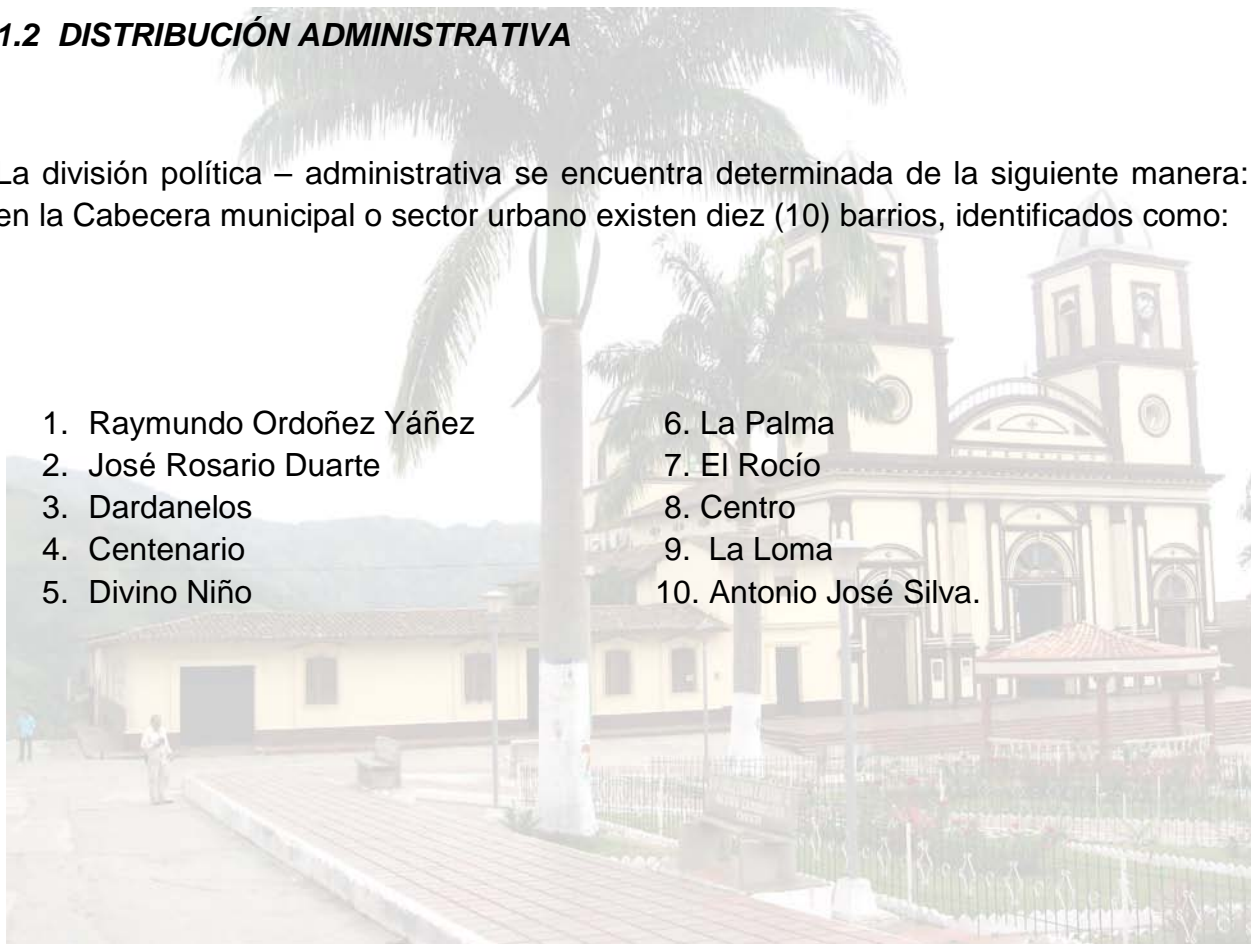 1.2 DISTRIBUCIÓN ADMINISTRATIVA
La división política – administrativa se encuentra determinada de la siguiente manera:
en la Cabecera municipal o sector urbano existen diez (10) barrios, identificados como:
1. Raymundo Ordoñez Yáñez
2. José Rosario Duarte
3. Dardanelos
4. Centenario
5. Divino Niño
6. La Palma
7. El Rocío
8. Centro
9. La Loma
10. Antonio José Silva.